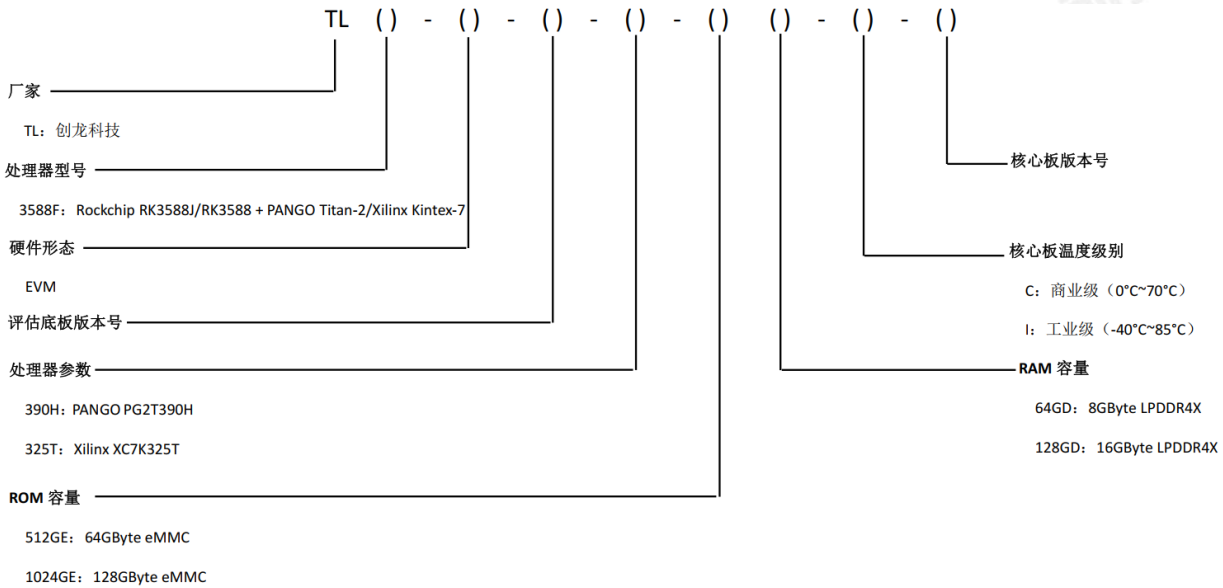 TL () - () - () - () - () () - () - ()
厂家
TL：创龙科技
处理器型号
3588F：Rockchip RK3588J/RK3588 + PANGO Titan-2/Xilinx Kintex-7
硬件形态
EVM
评估底板版本号
处理器参数
390H：PANGO PG2T390H
325T：Xilinx XC7K325T
ROM 容量
512GE：64GByte eMMC
1024GE：128GByte eMMC
核心板版本号
核心板温度级别
C：商业级（0°C~70°C）
I：工业级（-40°C~85°C）
RAM 容量
64GD：8GByte LPDDR4X
128GD：16GByte LPDDR4X